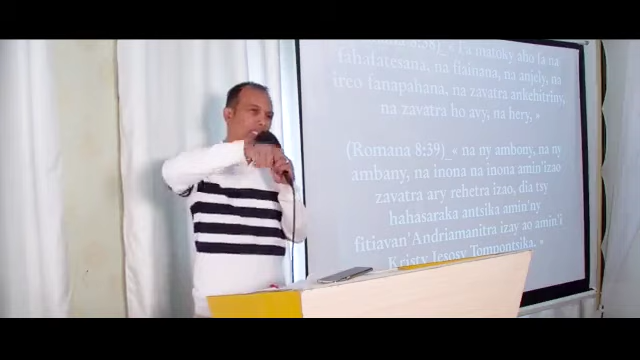 8:38)_« Fa matoky aho fa na
fahafatesana, na fiainana, na anjely, na
ireo fanapahana, na zavatra ankehitriny,
na zavatra ho avy, na hery, »
(Romana 8:39)_« na ny ambony, na ny
ambany, na inona na inona amin'izao
zavatra ary rehetra izao, dia tsy
hahasaraka antsika amin'ny
fitiavan'Andriamanitra izay ao amin'i
Kristy Jesosy Tompontsika. »